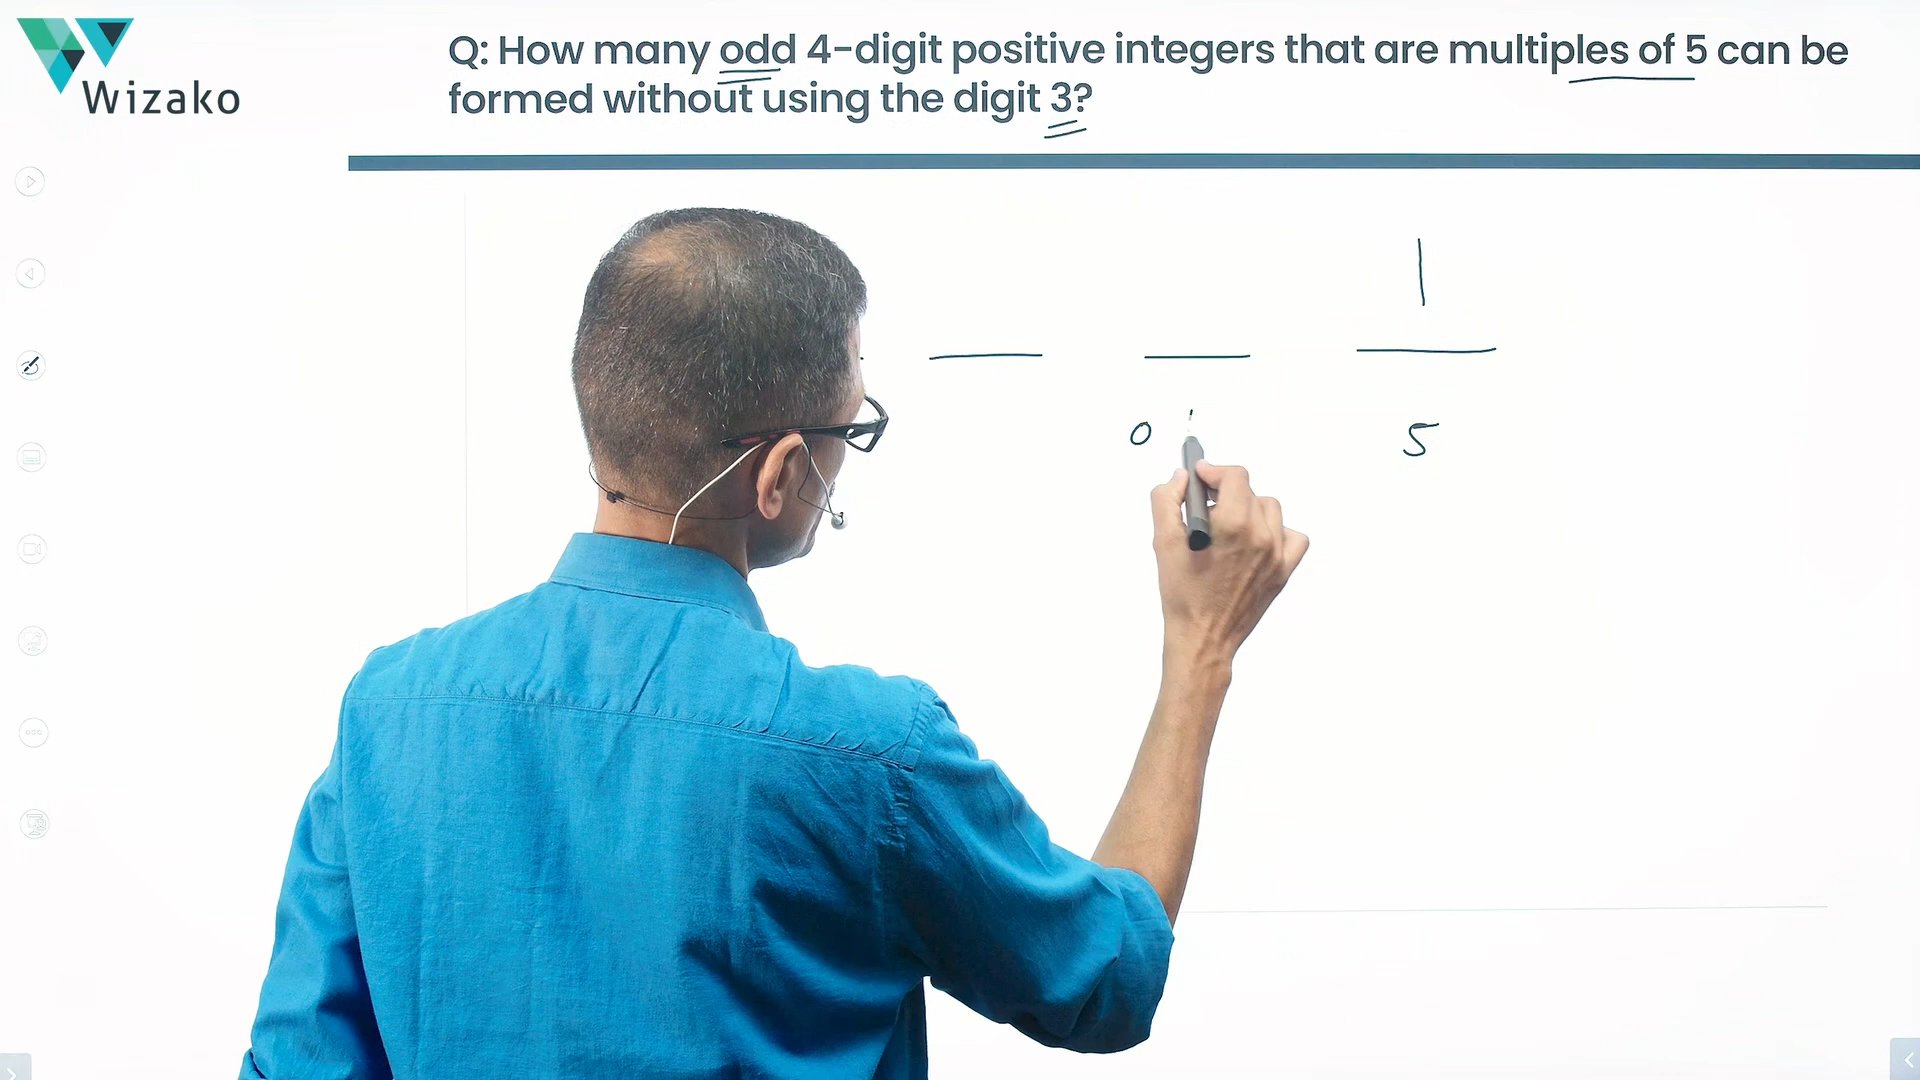 Wizako
Q: How many odd 4-digit positive integers that are multiples of 5 can be
formed without using the digit 3?
1
0 5